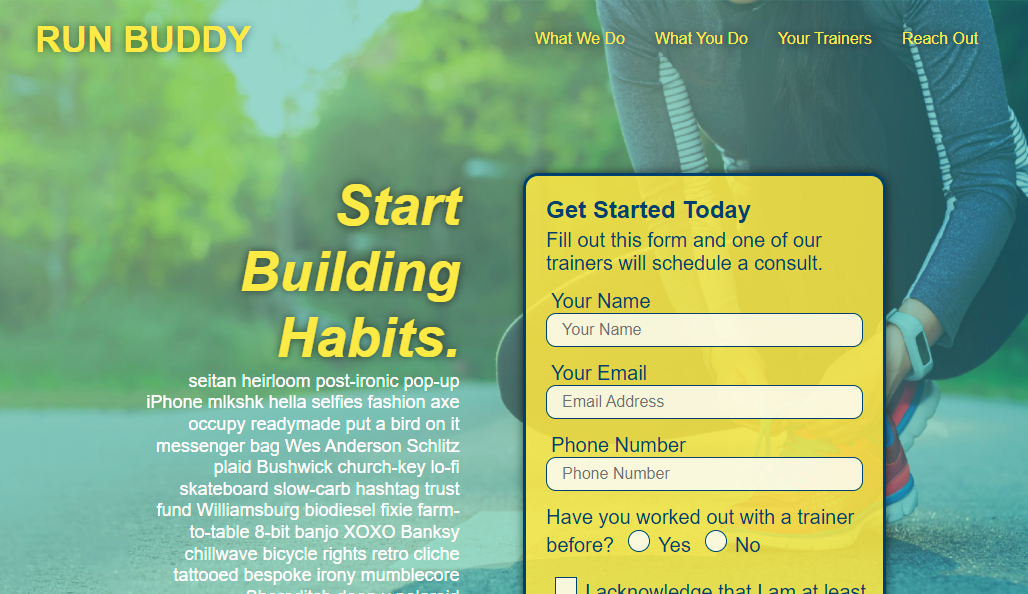 RUN BUDDY
What We Do
What You Do
Your Trainers
Reach Out
Start
Building
Habits.
seitan heirloom post-ironic pop-up
iPhone mlkshk hella selfies fashion axe
occupy readymade put a bird on it
messenger bag Wes Anderson Schlitz
plaid Bushwick church-key lo-fi
skateboard slow-carb hashtag trust
fund Williamsburg biodiesel fixie farm-
to-table 8-bit banjo XOXO Banksy
chillwave bicycle rights retro cliche
tattooed bespoke irony mumblecore
Get Started Today
Fill out this form and one of our
trainers will schedule a consult.
Your Name
Your Name
Your Email
Email Address
Phone Number
Phone Number
Have you worked out with a trainer
before? Yes No
I acknowledge that I am at least